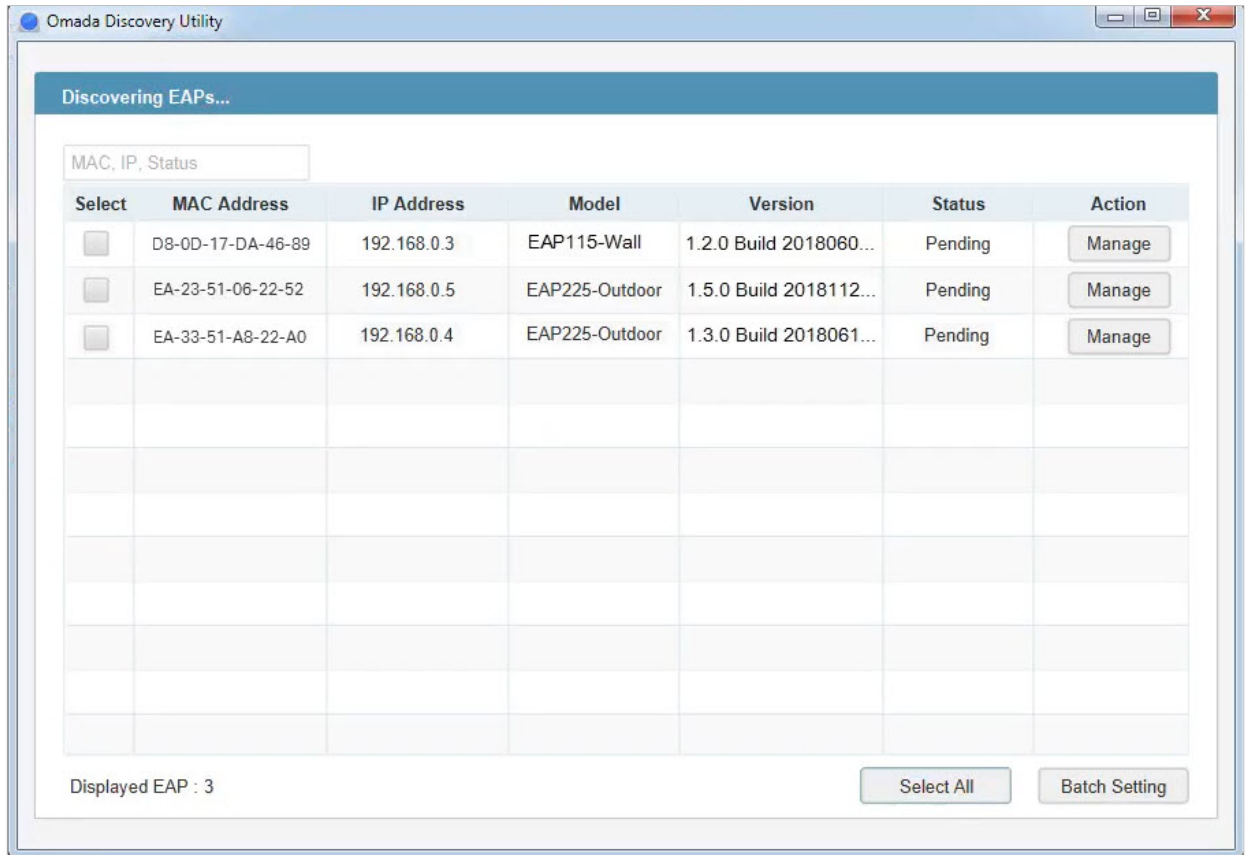 Omada Discovery Utility
Discovering EAPs...
MAC, IP, Status
Select MAC Address IP Address Model Version Status Action
D8-0D-17-DA-46-89 192.168.0.3 EAP115-Wall 1.2.0 Build 2018060... Pending Manage
EA-23-51-06-22-52 192.168.0.5 EAP225-Outdoor 1.5.0 Build 2018112... Pending Manage
EA-33-51-A8-22-A0 192.168.0.4 EAP225-Outdoor 1.3.0 Build 2018061... Pending Manage
Displayed EAP : 3 Select All Batch Setting